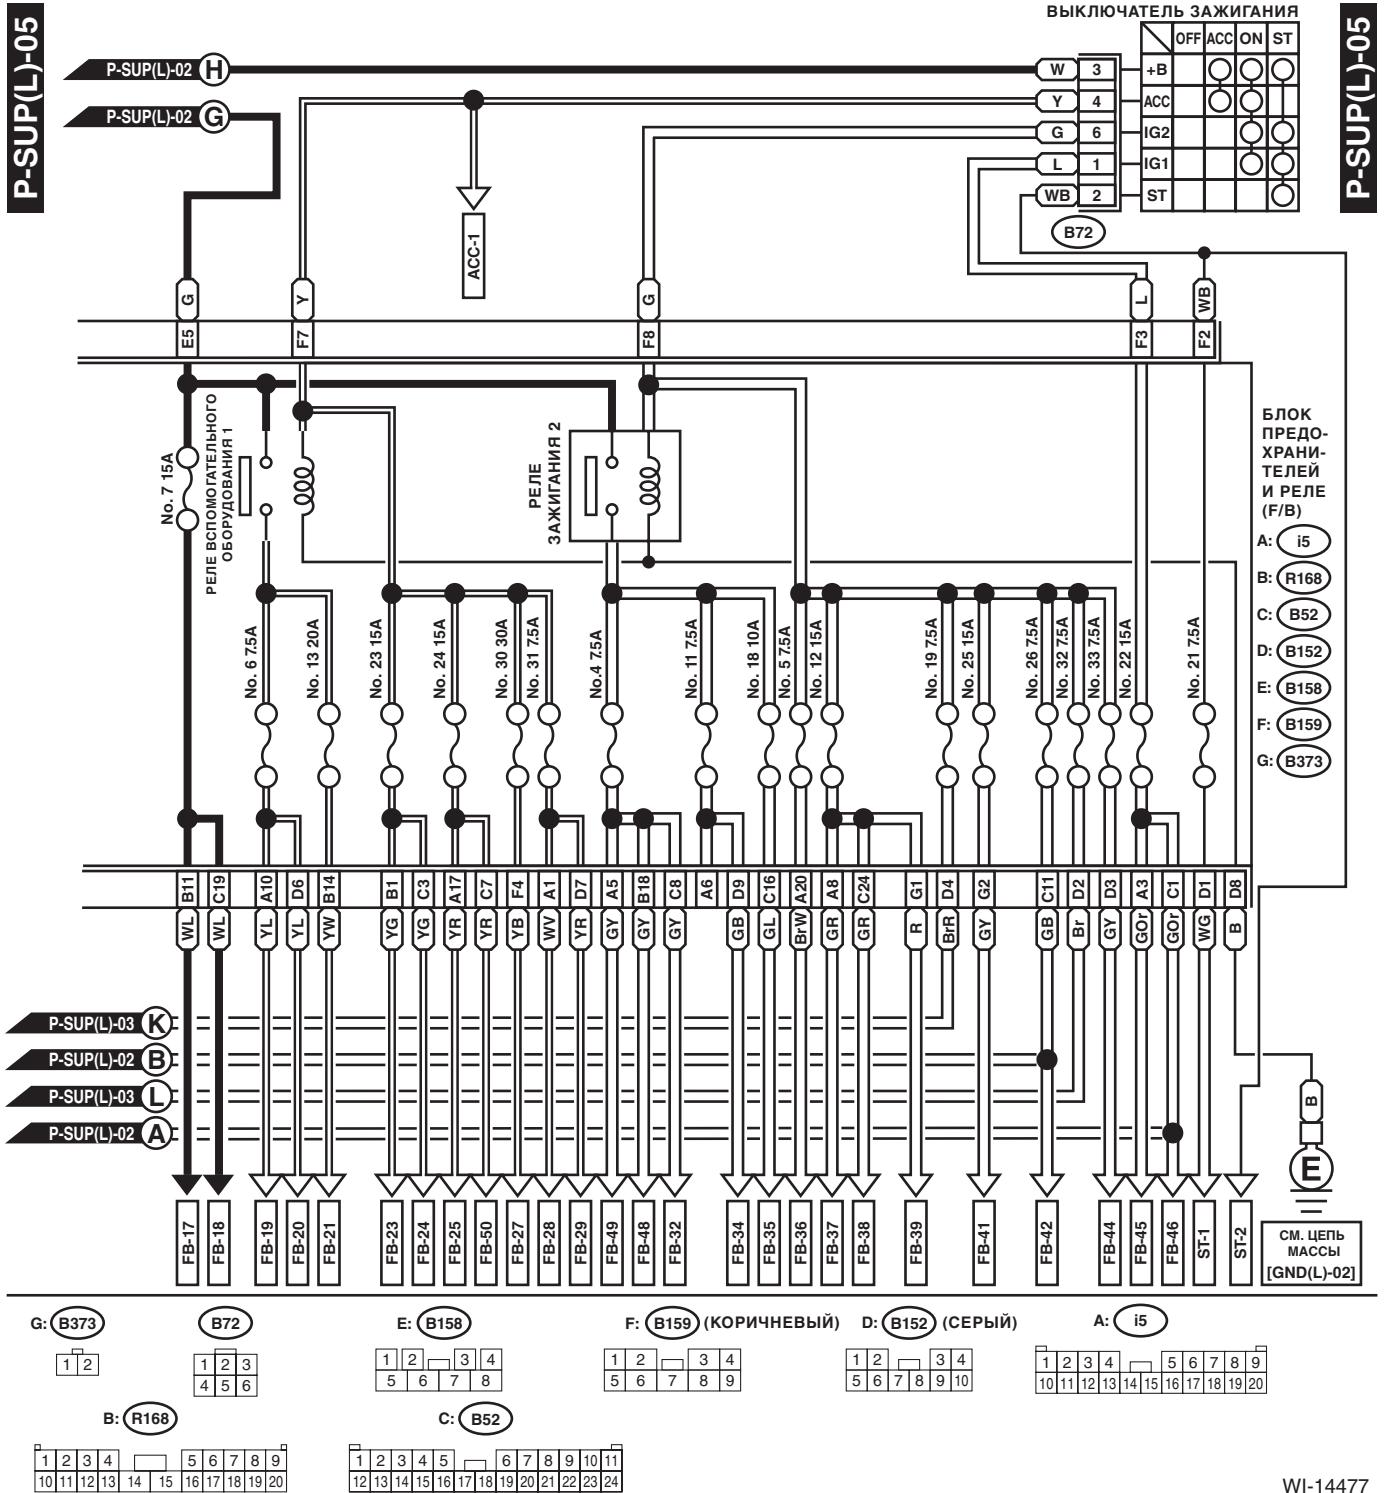 P-SUP(L)-05
P-SUP(L)-05
ВЫКЛЮЧАТЕЛЬ ЗАЖИГАНИЯ
OFF ACC ON ST
P-SUP(L)-02 H
W 3 +B
P-SUP(L)-02 G
Y 4 ACC
G 6 IG2
L 1 IG1
WB 2 ST
B72
ACC-1
G Y G L WB
E5 F7 F8 F3 F2
No. 7 15A
РЕЛЕ ВСПОМОГАТЕЛЬНОГО
ОБОРУДОВАНИЯ 1
РЕЛЕ
ЗАЖИГАНИЯ 2
БЛОК
ПРЕДО-
ХРАНИ-
ТЕЛЕЙ
И РЕЛЕ
(F/B)
A: i5
B: R168
C: B52
D: B152
E: B158
F: B159
G: B373
No. 6 7.5A
No. 13 20A
No. 23 15A
No. 24 15A
No. 30 30A
No. 31 7.5A
No.4 7.5A
No. 11 7.5A
No. 18 10A
No. 5 7.5A
No. 12 15A
No. 19 7.5A
No. 25 15A
No. 26 7.5A
No. 32 7.5A
No. 33 7.5A
No. 22 15A
No. 21 7.5A
B11 C19 A10 D6 B14 B1 C3 A17 C7 F4 A1 D7 A5 B18 C8 A6 D9 C16 A20 A8 C24 G1 D4 G2 C11 D2 D3 A3 C1 D1 D8
WL WL YL YL YW YG YG YR YR YB WV YR GY GY GY GB GL BrW GR GR R BrR GY GB Br GY GOr GOr WG B
P-SUP(L)-03 K
P-SUP(L)-02 B
P-SUP(L)-03 L
P-SUP(L)-02 A
B
E
FB-17 FB-18 FB-19 FB-20 FB-21 FB-23 FB-24 FB-25 FB-50 FB-27 FB-28 FB-29 FB-49 FB-48 FB-32 FB-34 FB-35 FB-36 FB-37 FB-38 FB-39 FB-41 FB-42 FB-44 FB-45 FB-46 ST-1 ST-2
СМ. ЦЕПЬ
МАССЫ
[GND(L)-02]
G: B373
1 2
B72
1 2 3
4 5 6
E: B158
1 2 3 4
5 6 7 8
F: B159 (КОРИЧНЕВЫЙ)
1 2 3 4
5 6 7 8 9
D: B152 (СЕРЫЙ)
1 2 3 4
5 6 7 8 9 10
A: i5
1 2 3 4 5 6 7 8 9
10 11 12 13 14 15 16 17 18 19 20
B: R168
1 2 3 4 5 6 7 8 9
10 11 12 13 14 15 16 17 18 19 20
C: B52
1 2 3 4 5 6 7 8 9 10 11
12 13 14 15 16 17 18 19 20 21 22 23 24
WI-14477